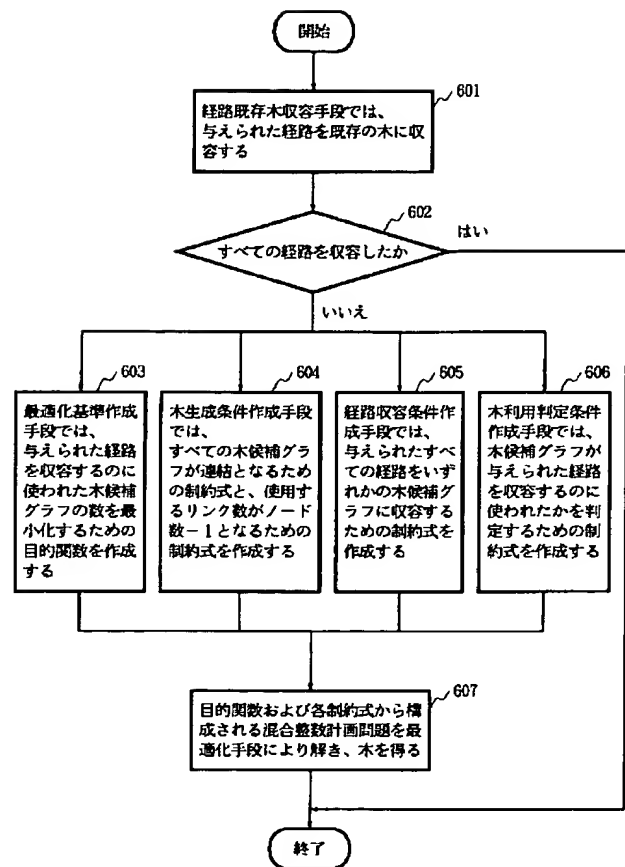 開始
601
経路既存木収容手段では、
与えられた経路を既存の木に収
容する
602
すべての経路を収容したか
はい
いいえ
603
最適化基準作成
手段では、
与えられた経路
を収容するのに
使われた木候補
グラフの数を最
小化するための
目的関数を作成
する
604
木生成条件作成手段
では、
すべての木候補グラ
フが連結となるため
の制約式と、使用す
るリンク数がノード
数－1となるための
制約式を作成する
605
経路収容条件作
成手段では、
与えられたすべ
ての経路をいず
れかの木候補グ
ラフに収容する
ための制約式を
作成する
606
木利用判定条件
作成手段では、
木候補グラフが
与えられた経路
を収容するのに
使われたかを判
定するための制
約式を作成する
607
目的関数および各制約式から構
成される混合整数計画問題を最
適化手段により解き、木を得る
終了